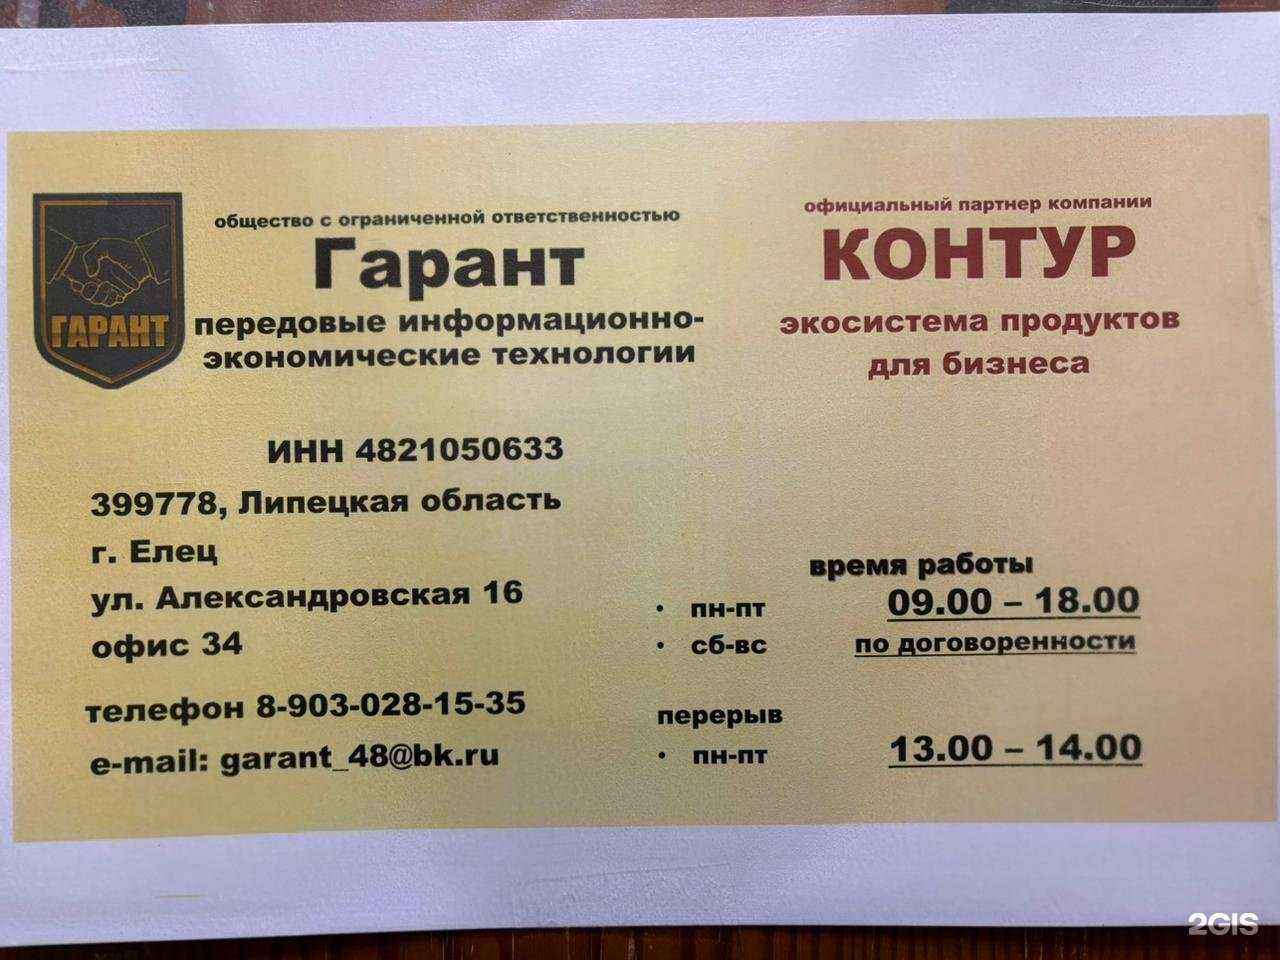 ГАРАНТ
общество с ограниченной ответственностью
Гарант
передовые информационно-
экономические технологии
официальный партнер компании
КОНТУР
экосистема продуктов
для бизнеса
ИНН 4821050633
399778, Липецкая область
г. Елец
ул. Александровская 16
офис 34
телефон 8-903-028-15-35
e-mail: garant_48@bk.ru
время работы
• пн-пт 09.00 – 18.00
• сб-вс по договоренности
перерыв
• пн-пт 13.00 – 14.00
2GIS